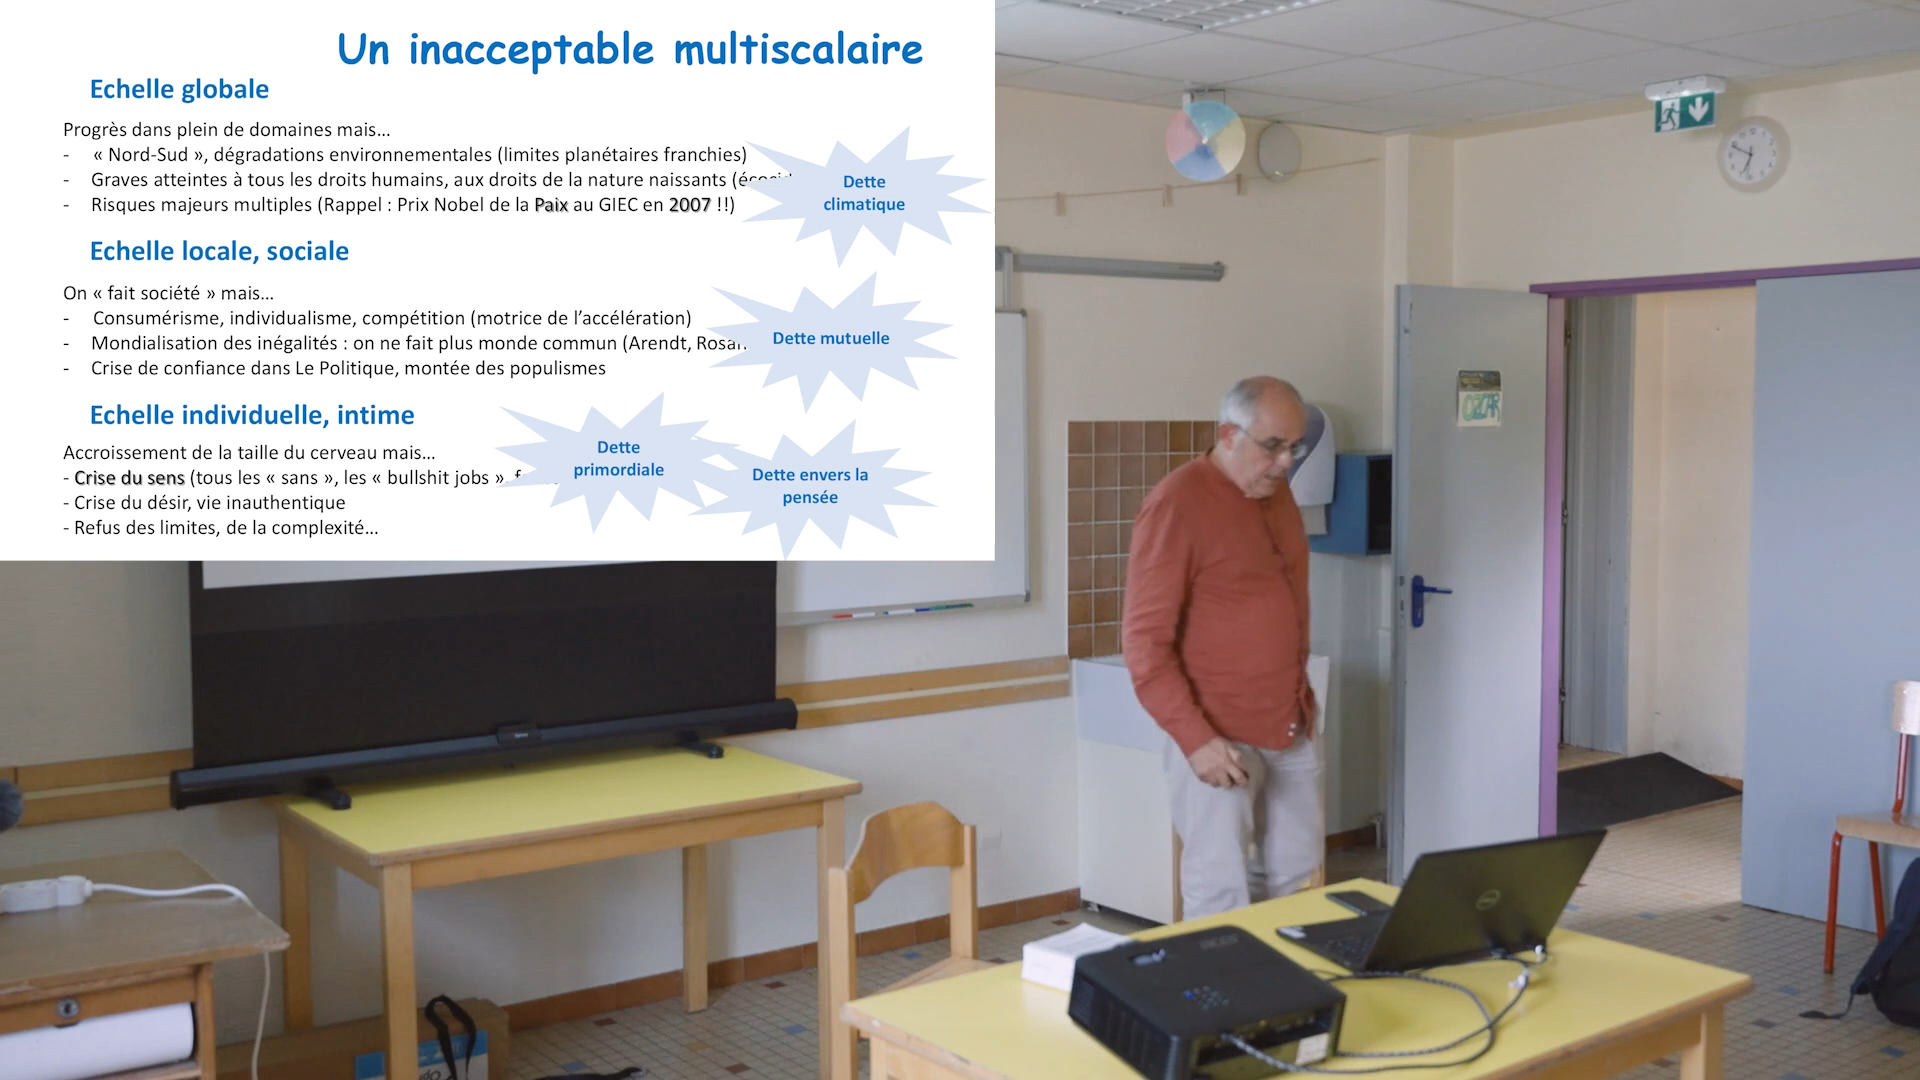 Un inacceptable multiscalaire
Echelle globale
Progrès dans plein de domaines mais...
- « Nord-Sud », dégradations environnementales (limites planétaires franchies)
- Graves atteintes à tous les droits humains, aux droits de la nature naissants
- Risques majeurs multiples (Rappel : Prix Nobel de la Paix au GIEC en 2007 !!)
Dette
climatique
Echelle locale, sociale
On « fait société » mais...
- Consumérisme, individualisme, compétition (motrice de l'accélération)
- Mondialisation des inégalités : on ne fait plus monde commun (Arendt,
- Crise de confiance dans Le Politique, montée des populismes
Dette mutuelle
Echelle individuelle, intime
Accroissement de la taille du cerveau mais...
- Crise du sens (tous les « sans », les « bullshit jobs »
- Crise du désir, vie inauthentique
- Refus des limites, de la complexité...
Dette
primordiale
Dette envers la
pensée
OZCAR
DELL